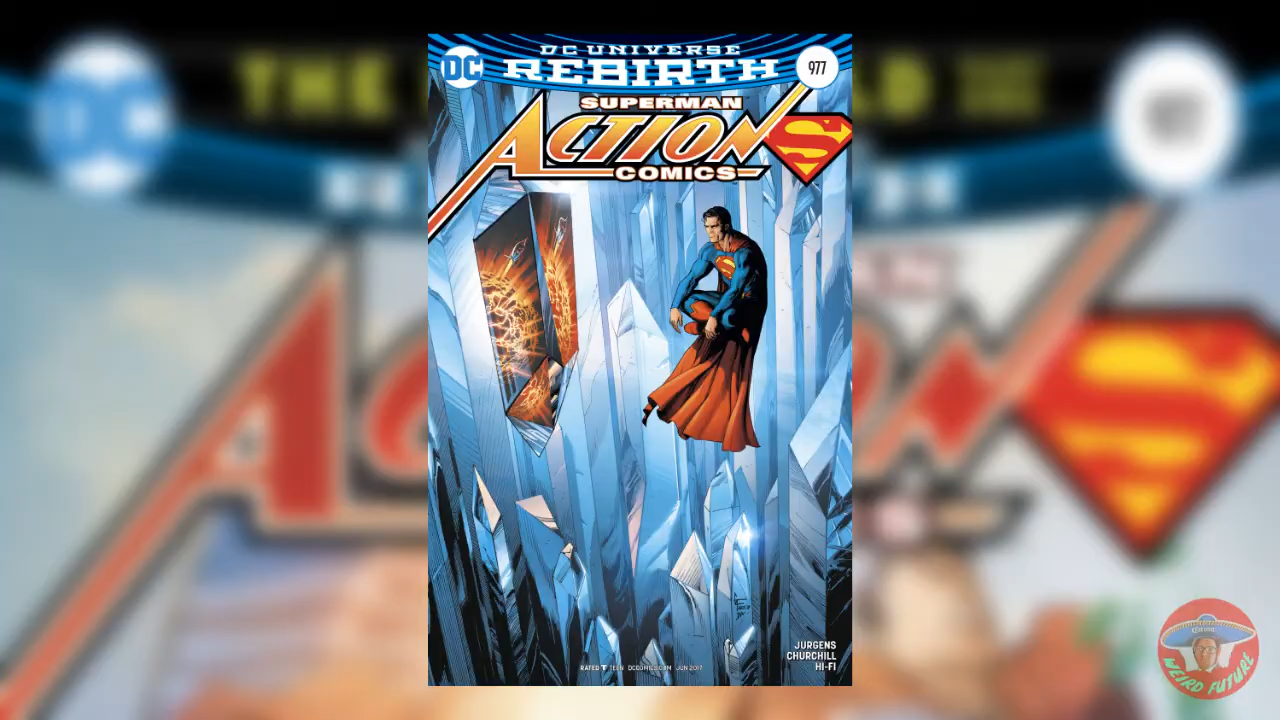 DC UNIVERSE
DC
REBIRTH
977
SUPERMAN
ACTION
S
COMICS
JURGENS
CHURCHILL
HI-FI
RATED T TEEN DCCOMICS.COM JUN 2017
WEIRD FUTURE